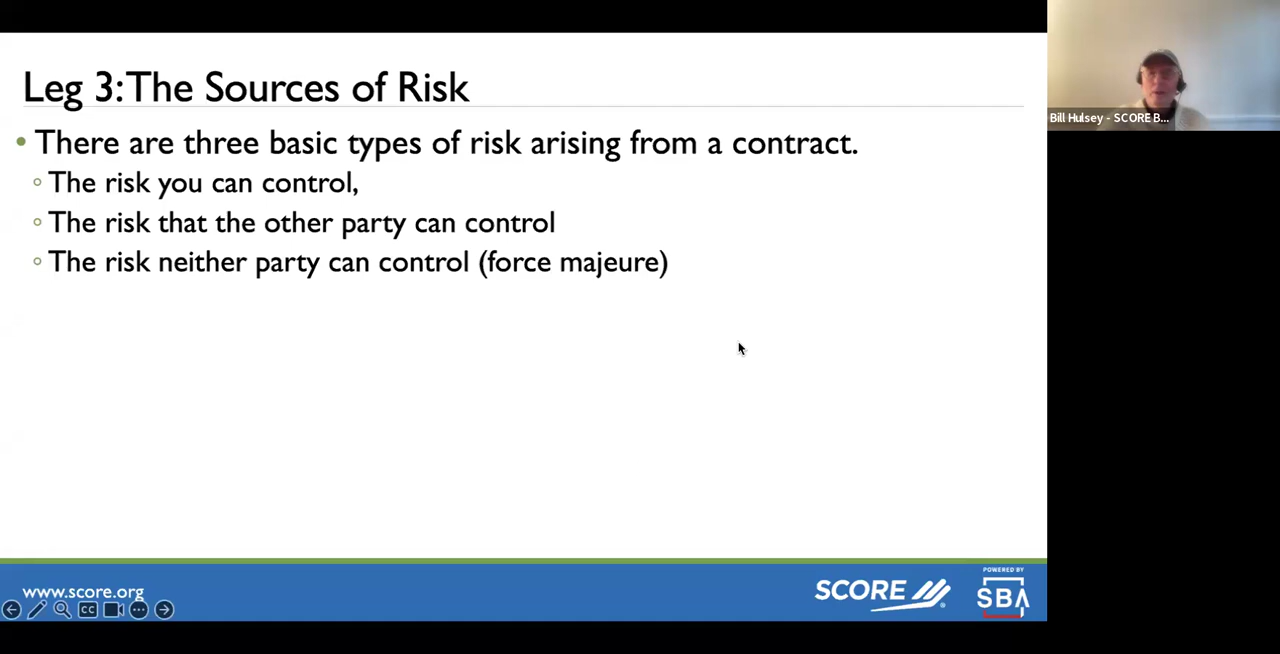 Leg 3: The Sources of Risk
• There are three basic types of risk arising from a contract.
◦ The risk you can control,
◦ The risk that the other party can control
◦ The risk neither party can control (force majeure)
Bill Hulsey - SCORE B...
www.score.org
CC
SCORE
®
POWERED BY
SBA